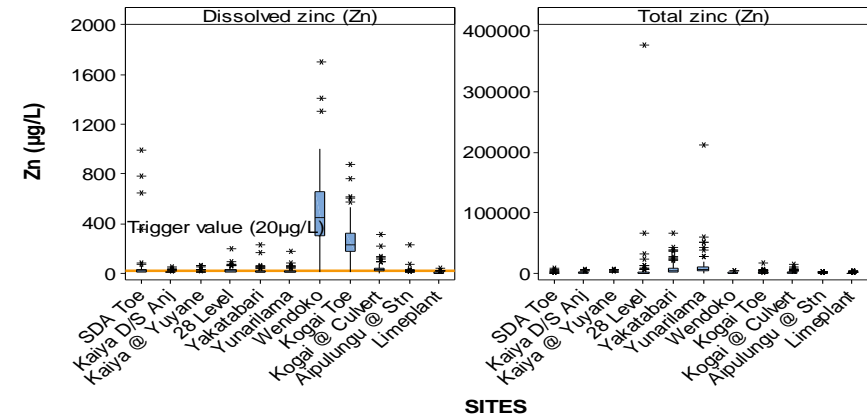 Dissolved zinc (Zn)
Total zinc (Zn)
Zn (µg/L)
2000
1600
1200
800
400
0
Trigger value (20µg/L)
400000
300000
200000
100000
0
SDA Toe
Kaiya D/S Anj
Kaiya @ Yuyane
28 Level
Yakatabari
Yunarilama
Wendoko
Kogai Toe
Kogai @ Culvert
Aipulungu @ Stn
Limeplant
SDA Toe
Kaiya D/S Anj
Kaiya @ Yuyane
28 Level
Yakatabari
Yunarilama
Wendoko
Kogai Toe
Kogai @ Culvert
Aipulungu @ Stn
Limeplant
SITES